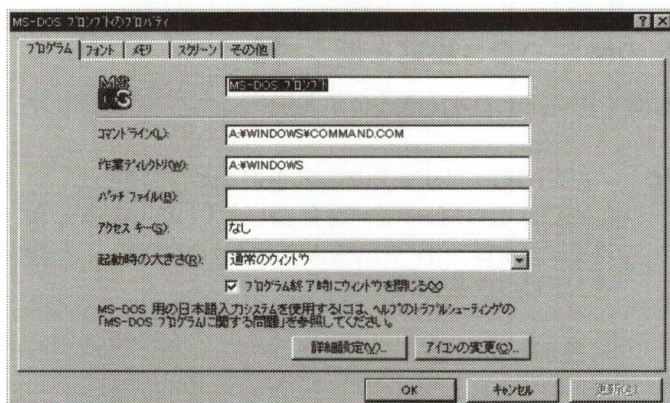 MS-DOS プロンプトのプロパティ
プログラム フォント メモリ スクリーン その他
MS-DOS プロンプト
コマンドライン(L): A:¥WINDOWS¥COMMAND.COM
作業ディレクトリ(W): A:¥WINDOWS
バッチ ファイル(B):
アクセス キー(S): なし
起動時の大きさ(R): 通常のウィンドウ
プログラム終了時にウィンドウを閉じる(X)
MS-DOS 用の日本語入力システムを使用するには、ヘルプのトラブルシューティングの
「MS-DOS プログラムに関する問題」を参照してください。
詳細設定(V)... アイコンの変更(C)...
OK キャンセル 更新(A)